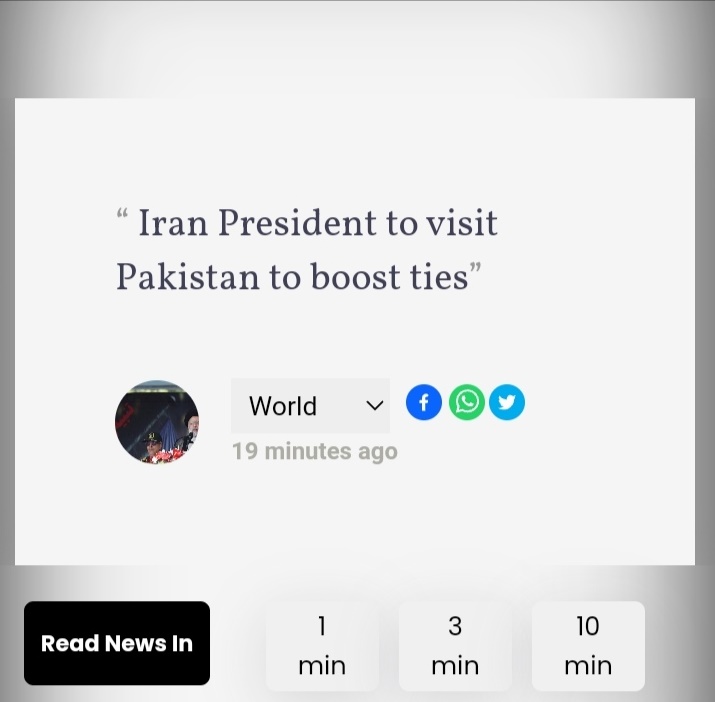 “ Iran President to visit
Pakistan to boost ties”
World
19 minutes ago
Read News In
1
min
3
min
10
min